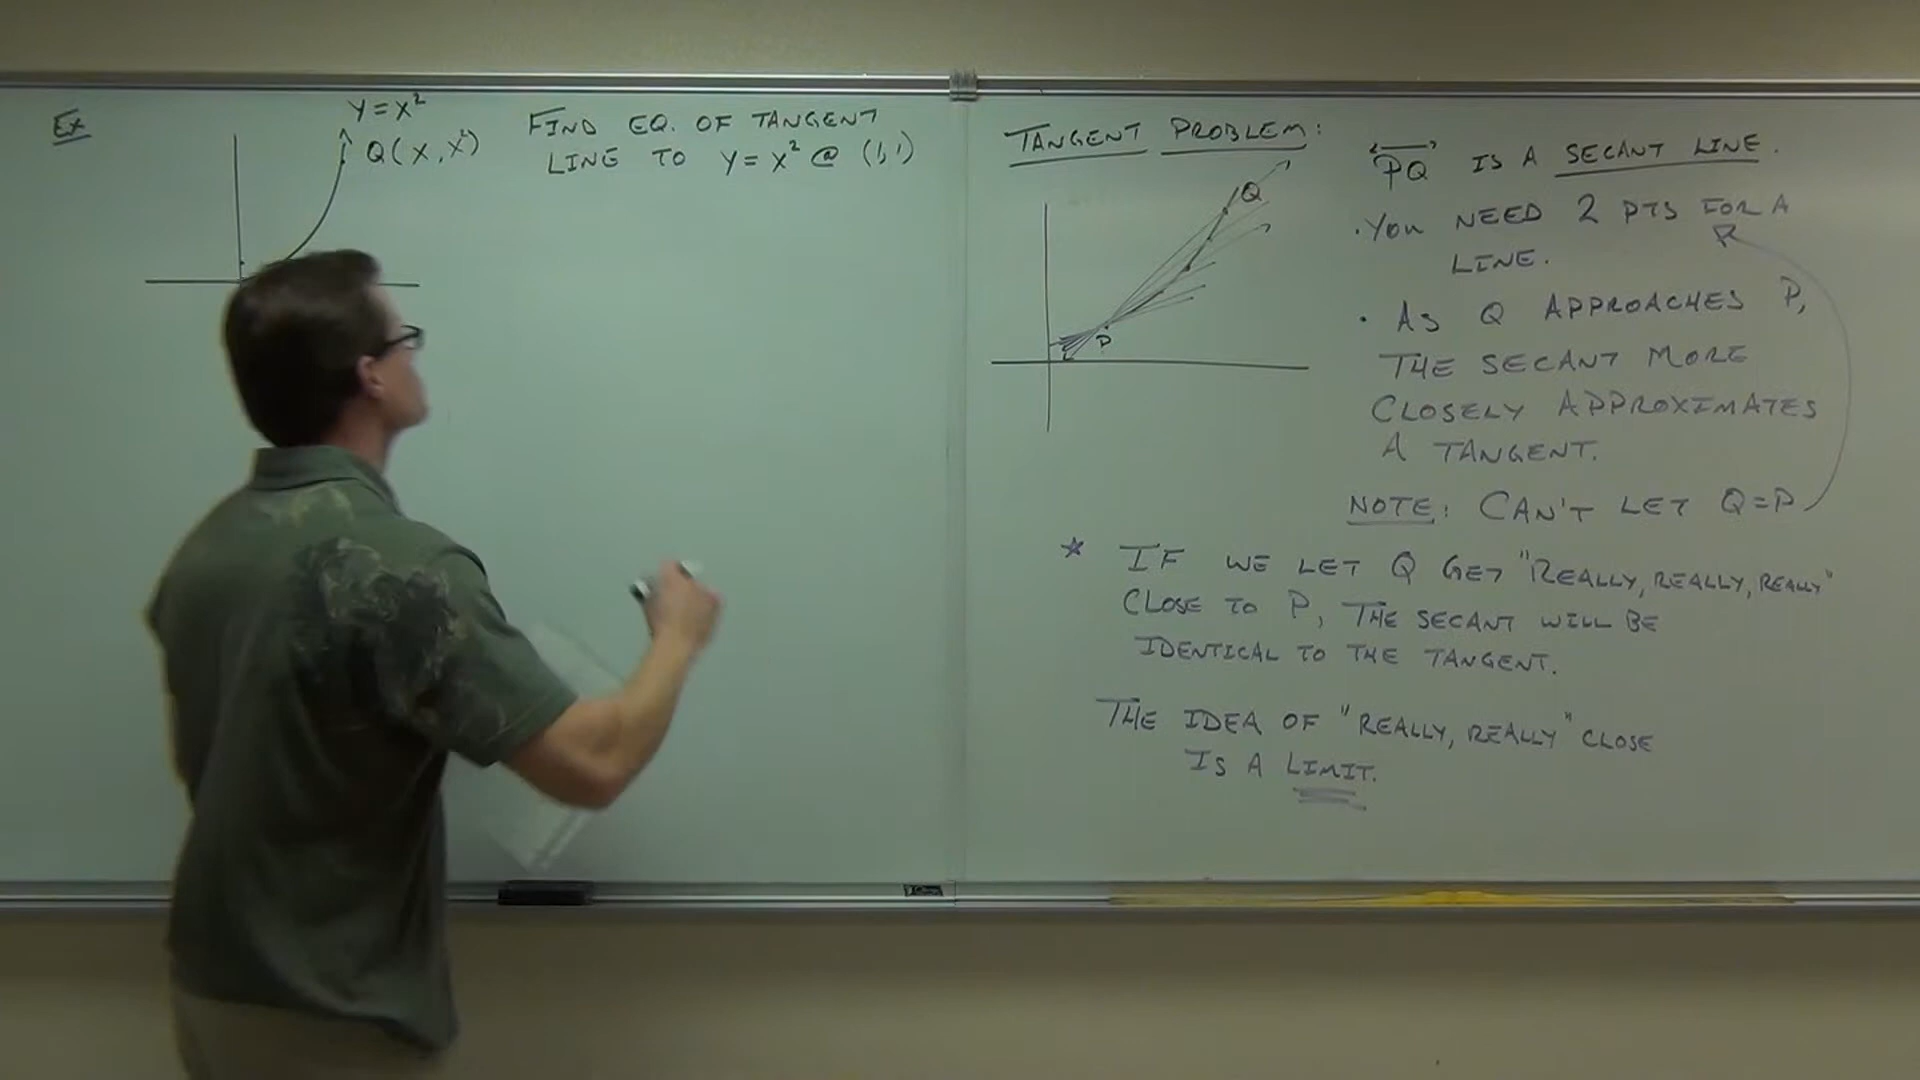 Ex
Y = X²
Q(X, X²)
FIND EQ. OF TANGENT
LINE TO Y = X² @ (1,1)
TANGENT PROBLEM:
Q
P
PQ IS A SECANT LINE.
• YOU NEED 2 PTS FOR A
LINE.
• AS Q APPROACHES P,
THE SECANT MORE
CLOSELY APPROXIMATES
A TANGENT.
NOTE: CAN'T LET Q=P
★ IF WE LET Q GET "REALLY, REALLY, REALLY"
CLOSE TO P, THE SECANT WILL BE
IDENTICAL TO THE TANGENT.
THE IDEA OF "REALLY, REALLY" CLOSE
IS A LIMIT.